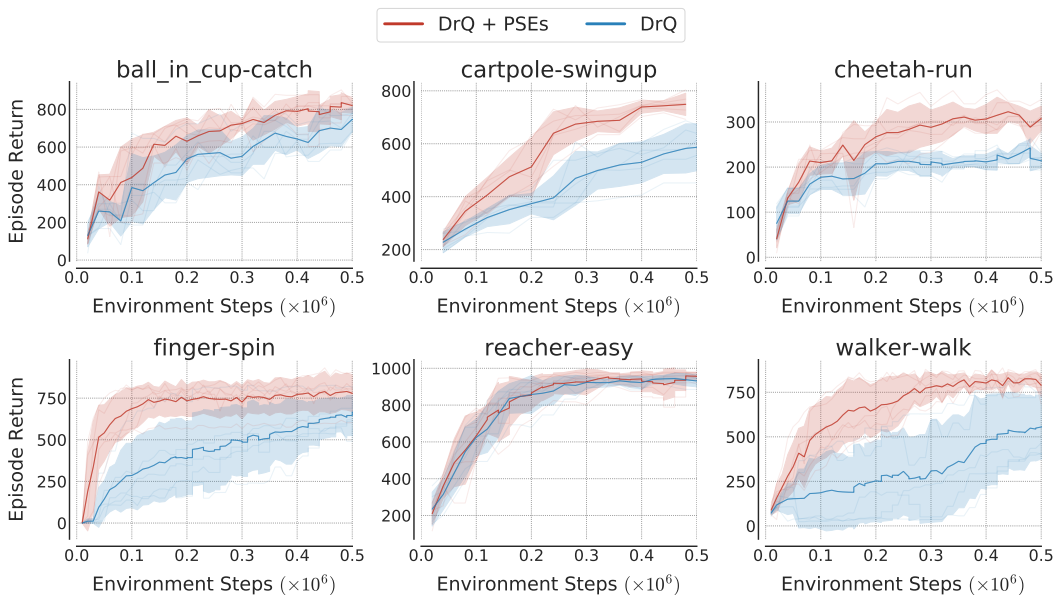 DrQ + PSEs DrQ
ball_in_cup-catch cartpole-swingup cheetah-run
Episode Return
800
600
400
200
0
0.0 0.1 0.2 0.3 0.4 0.5
Environment Steps (×10⁶)
800
600
400
200
0.0 0.1 0.2 0.3 0.4 0.5
Environment Steps (×10⁶)
300
200
100
0
0.0 0.1 0.2 0.3 0.4 0.5
Environment Steps (×10⁶)
finger-spin reacher-easy walker-walk
Episode Return
750
500
250
0
0.0 0.1 0.2 0.3 0.4 0.5
Environment Steps (×10⁶)
1000
800
600
400
200
0.0 0.1 0.2 0.3 0.4 0.5
Environment Steps (×10⁶)
750
500
250
0
0.0 0.1 0.2 0.3 0.4 0.5
Environment Steps (×10⁶)